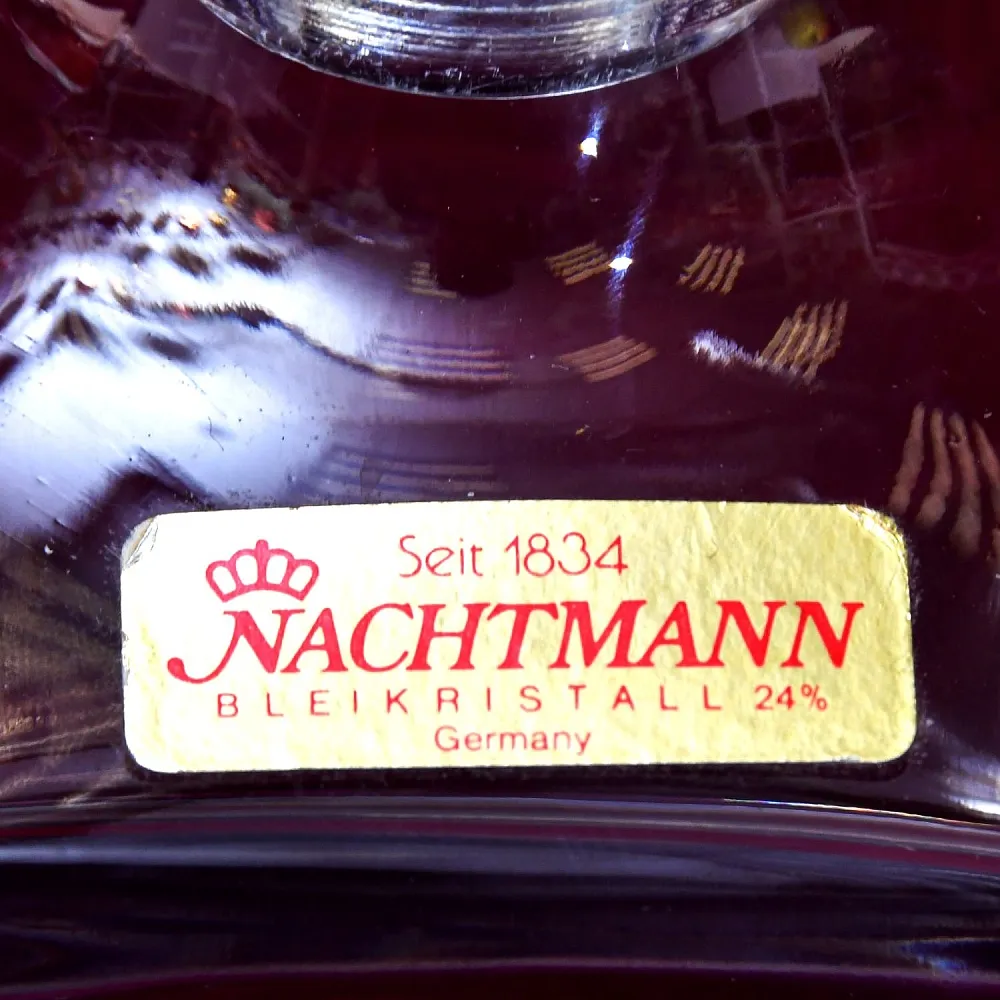 Seit 1834
NACHTMANN
BLEIKRISTALL 24%
Germany